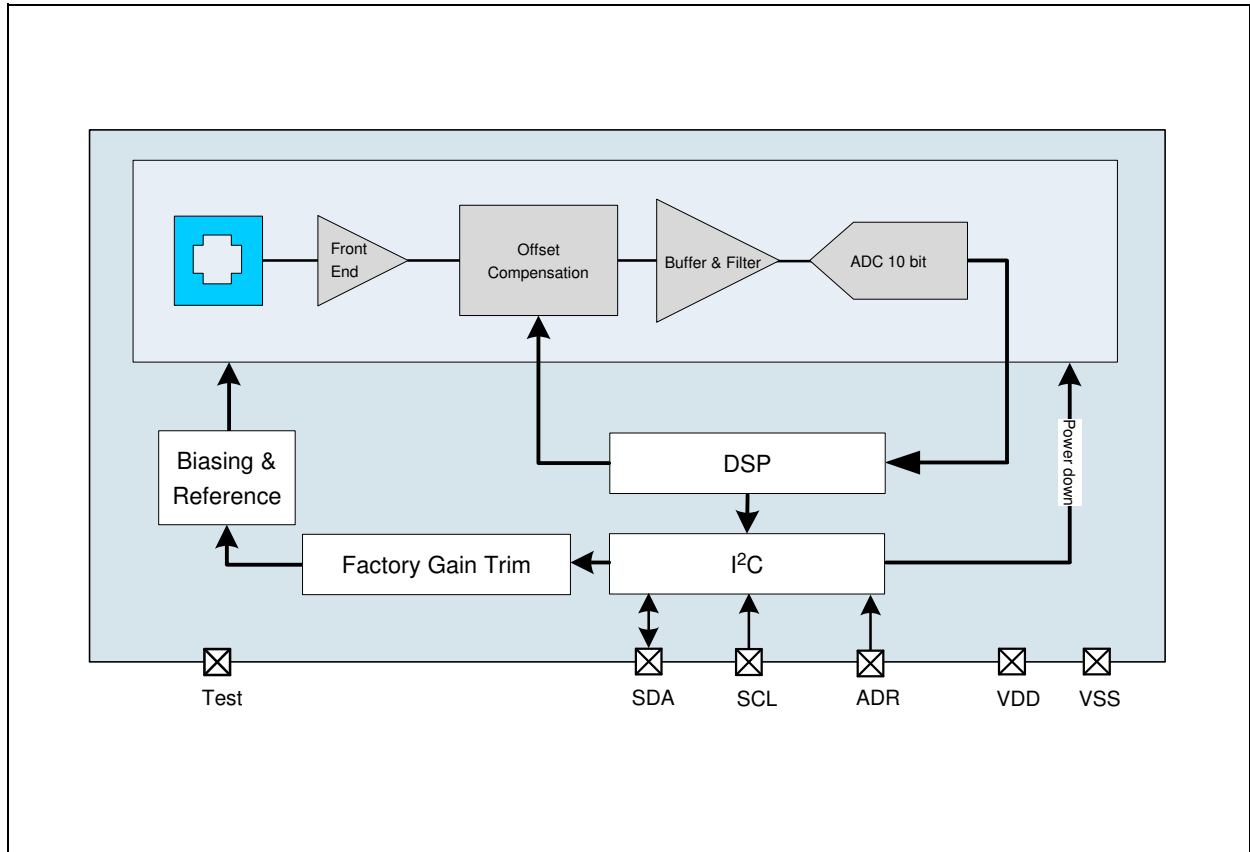 Front
End
Offset
Compensation
Buffer & Filter
ADC 10 bit
Biasing &
Reference
DSP
Power down
Factory Gain Trim
I²C
Test
SDA
SCL
ADR
VDD
VSS